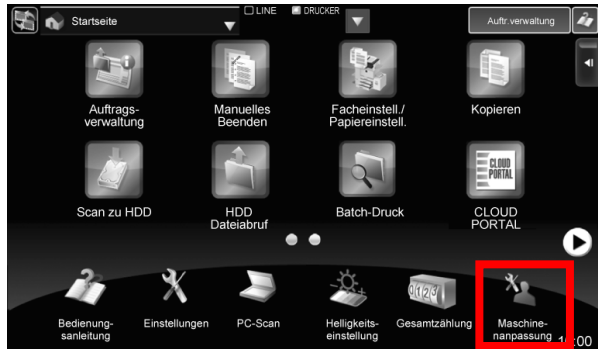 Startseite
LINE
DRUCKER
Auftr.verwaltung
Auftrags-
verwaltung
Manuelles
Beenden
Facheinstell./
Papiereinstell.
Kopieren
CLOUD
PORTAL
Scan zu HDD
HDD
Dateiabruf
Batch-Druck
CLOUD
PORTAL
0123
Bedienung-
sanleitung
Einstellungen
PC-Scan
Helligkeits-
einstellung
Gesamtzählung
Maschine-
nanpassung